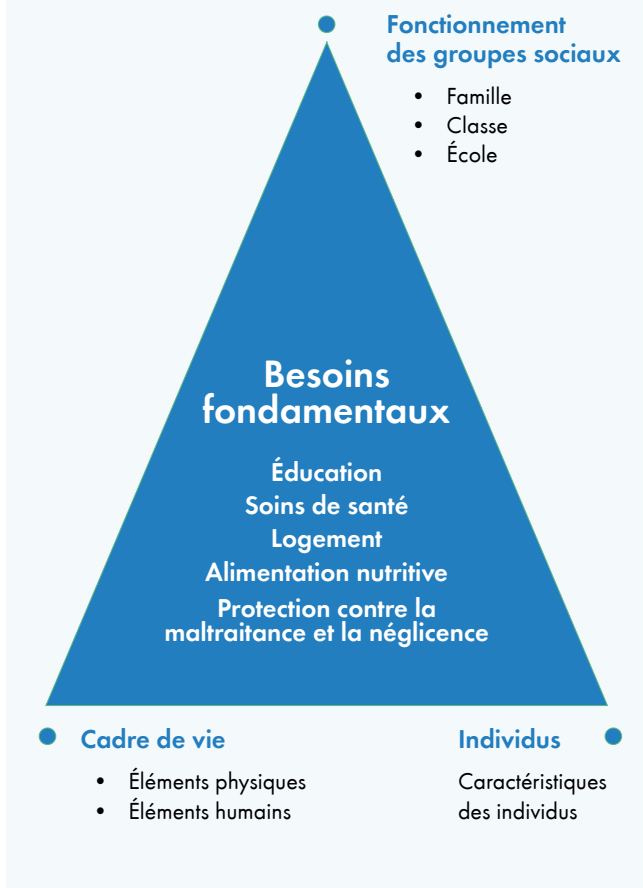 Fonctionnement
des groupes sociaux
• Famille
• Classe
• École
Besoins
fondamentaux
Éducation
Soins de santé
Logement
Alimentation nutritive
Protection contre la
maltraitance et la néglicence
Cadre de vie
• Éléments physiques
• Éléments humains
Individus
Caractéristiques
des individus